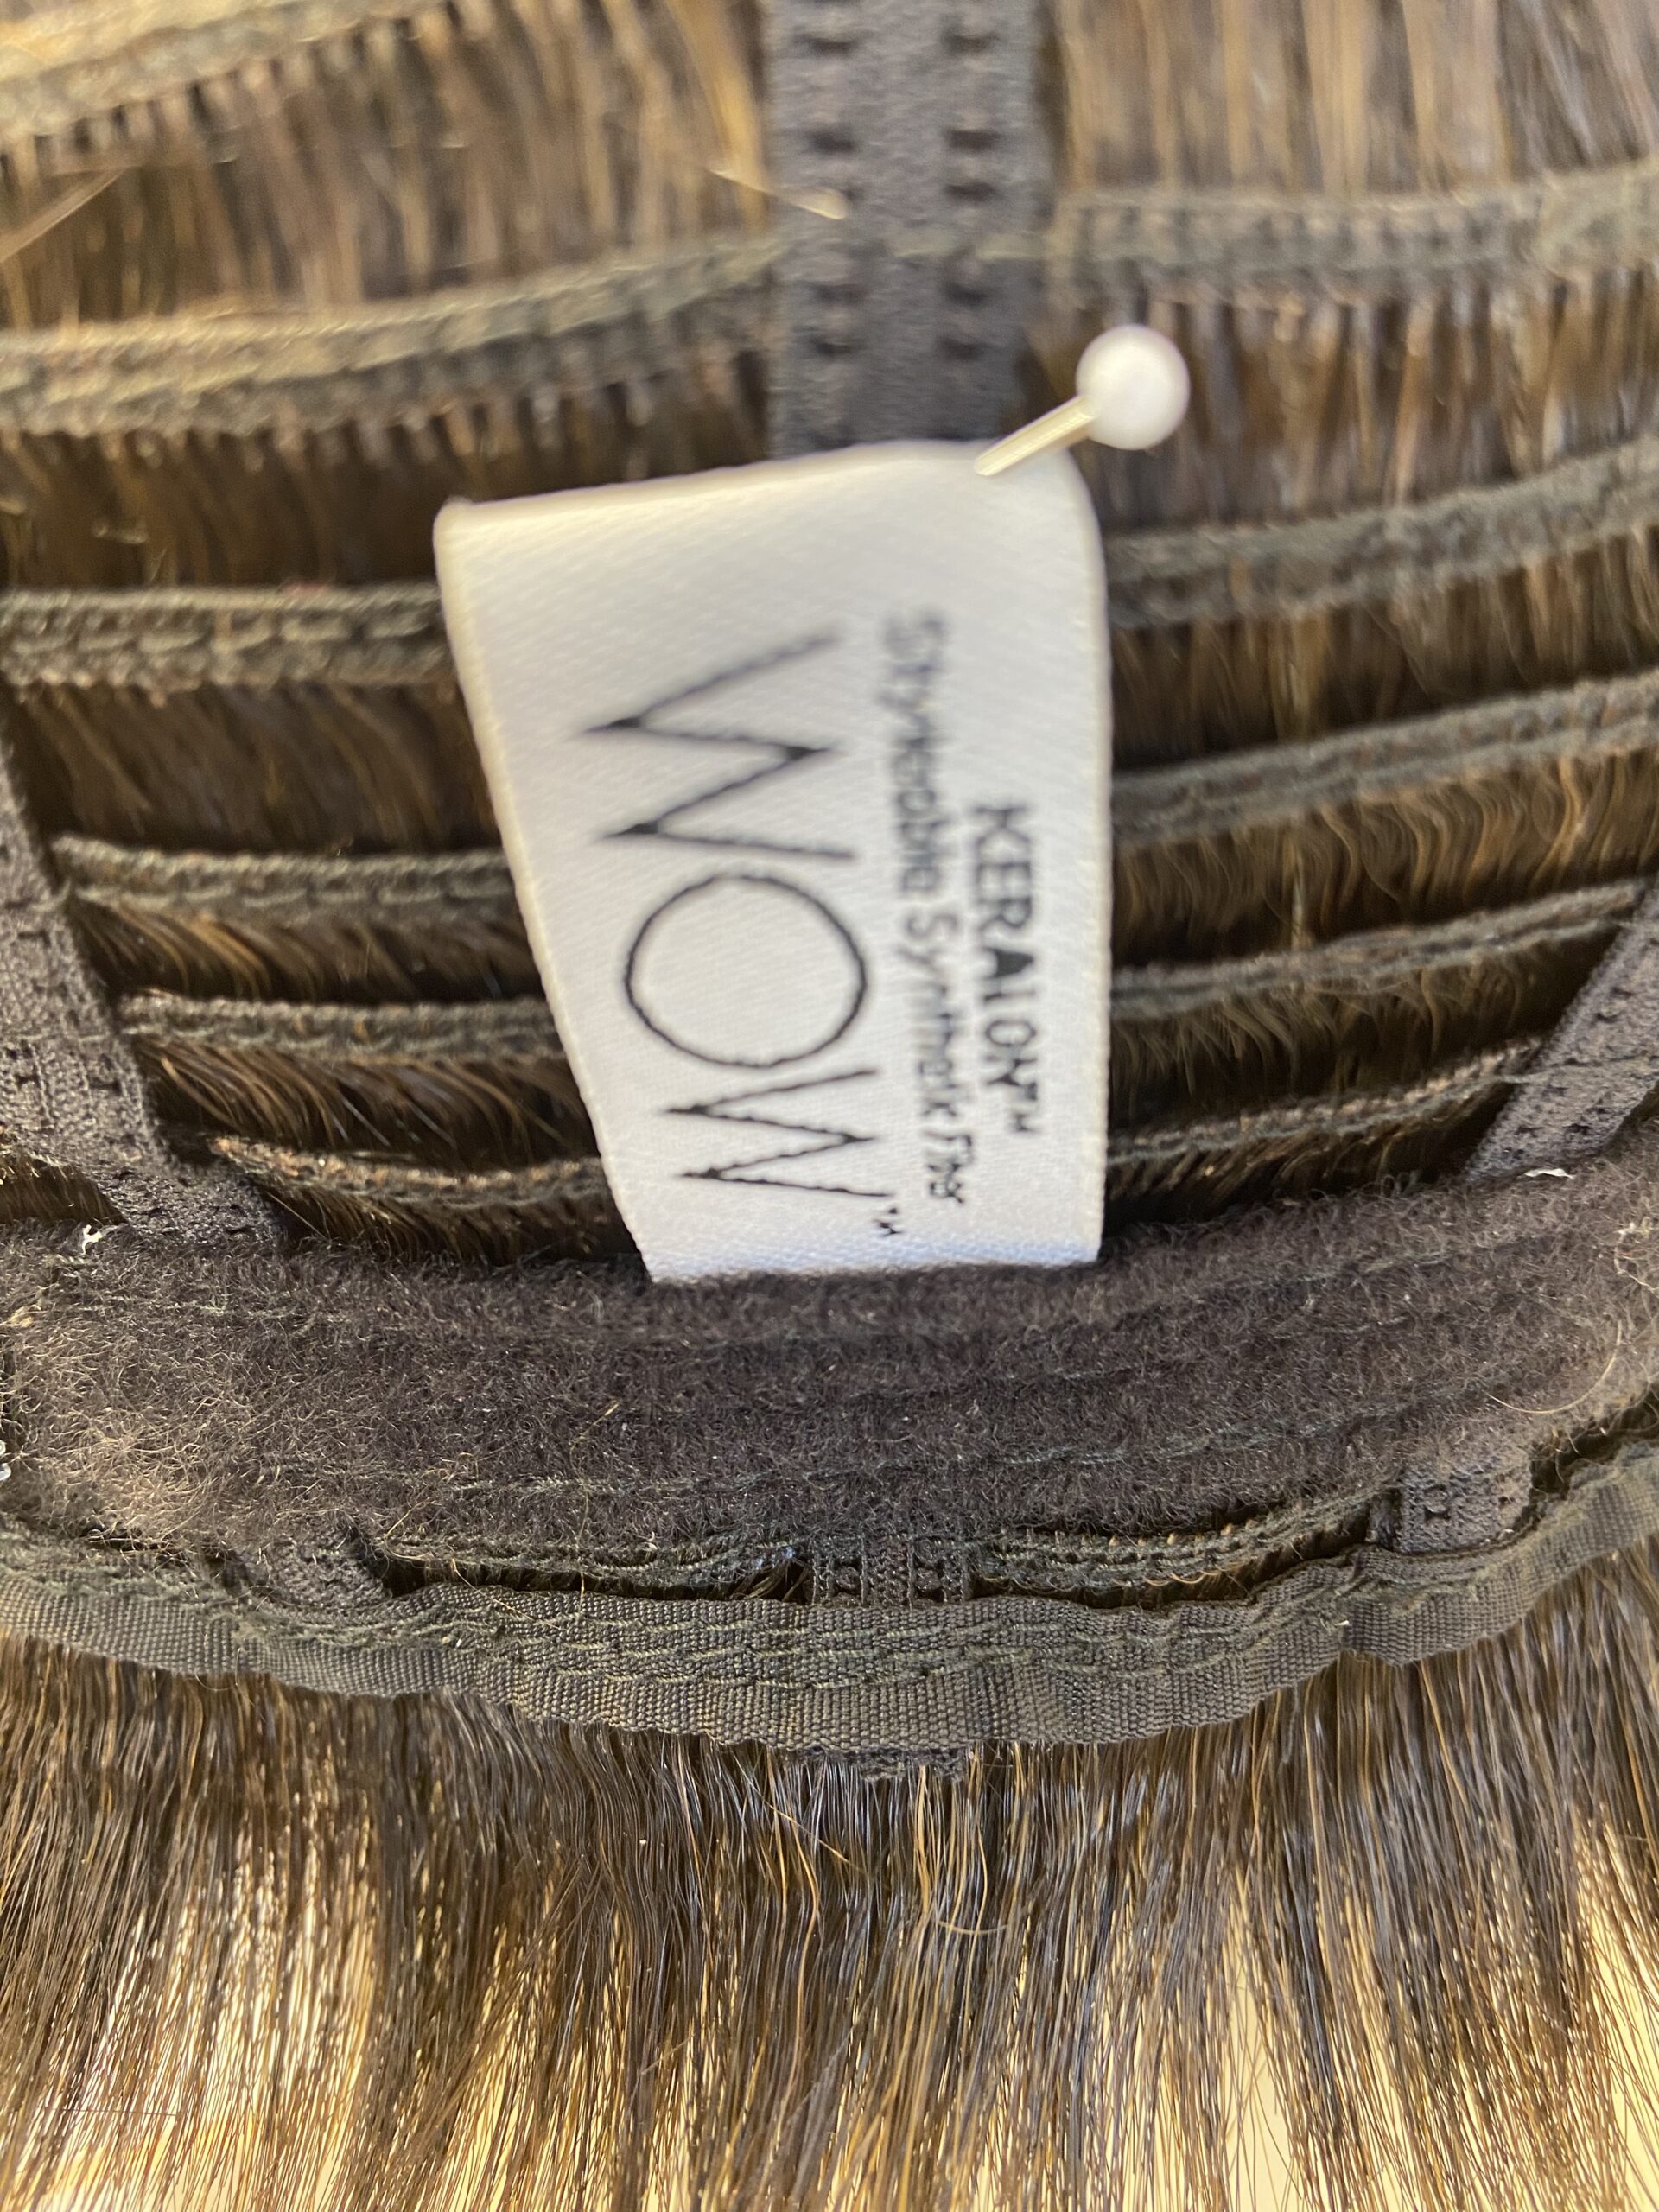 KERALON™
Styleable Synthetic Fiber
WOW™